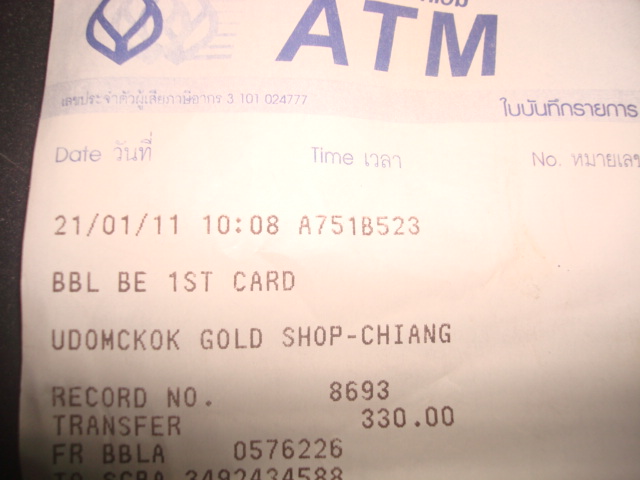 ATM
เลขประจำตัวผู้เสียภาษีอากร 3 101 024777
ใบบันทึกรายการ
Date วันที่ Time เวลา No. หมายเลข
21/01/11 10:08 A751B523
BBL BE 1ST CARD
UDOMCKOK GOLD SHOP-CHIANG
RECORD NO. 8693
TRANSFER 330.00
FR BBLA 0576226
TO SCBA 3492434588